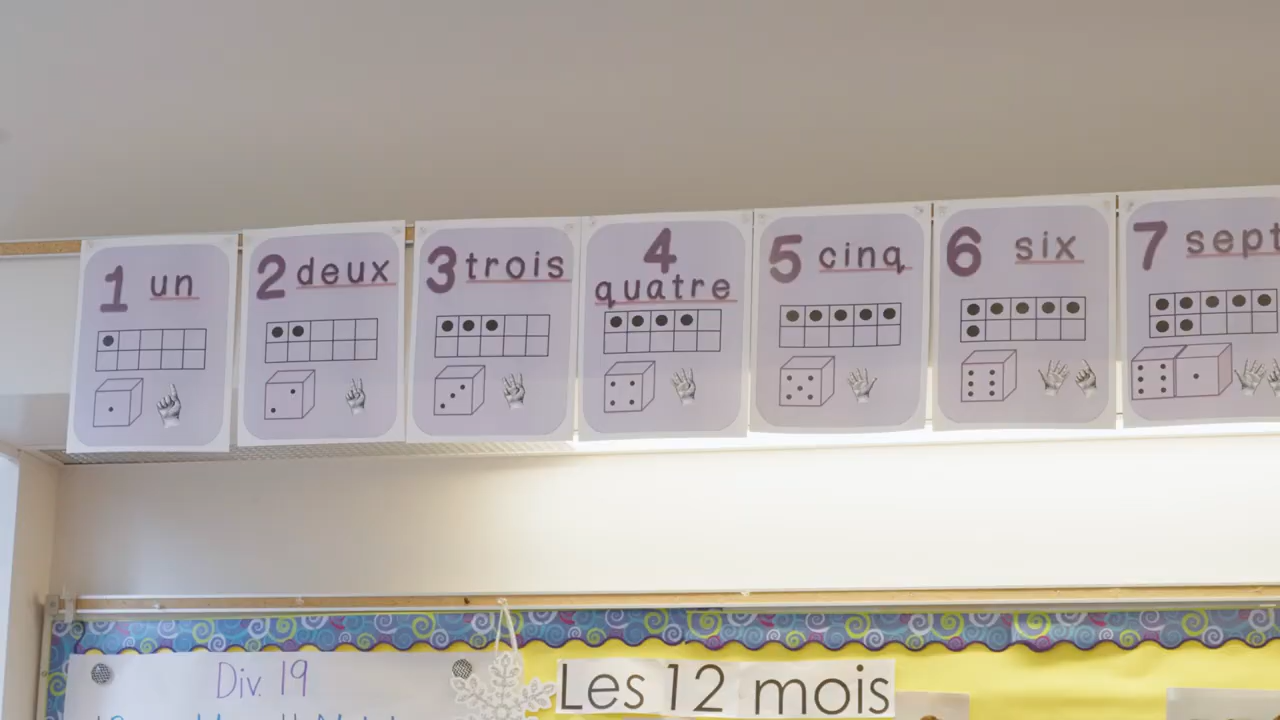 1 un
2 deux
3 trois
4
quatre
5 cinq
6 six
7 sept
Div. 19
Les 12 mois